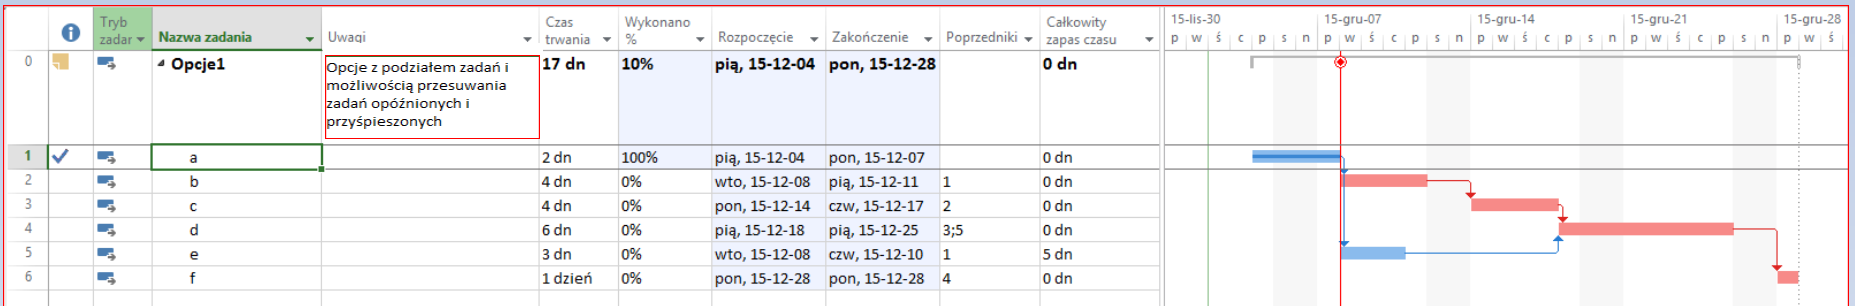 Tryb zadar Nazwa zadania Uwagi Czas trwania Wykonano % Rozpoczęcie Zakończenie Poprzedniki Całkowity zapas czasu
15-lis-30 15-gru-07 15-gru-14 15-gru-21 15-gru-28
p w ś c p s n p w ś c p s n p w ś c p s n p w ś c p s n p w ś
0 Opcje1 17 dn 10% pią, 15-12-04 pon, 15-12-28 0 dn
Opcje z podziałem zadań i
możliwością przesuwania
zadań opóźnionych i
przyśpieszonych
1 a 2 dn 100% pią, 15-12-04 pon, 15-12-07 0 dn
2 b 4 dn 0% wto, 15-12-08 pią, 15-12-11 1 0 dn
3 c 4 dn 0% pon, 15-12-14 czw, 15-12-17 2 0 dn
4 d 6 dn 0% pią, 15-12-18 pią, 15-12-25 3;5 0 dn
5 e 3 dn 0% wto, 15-12-08 czw, 15-12-10 1 5 dn
6 f 1 dzień 0% pon, 15-12-28 pon, 15-12-28 4 0 dn